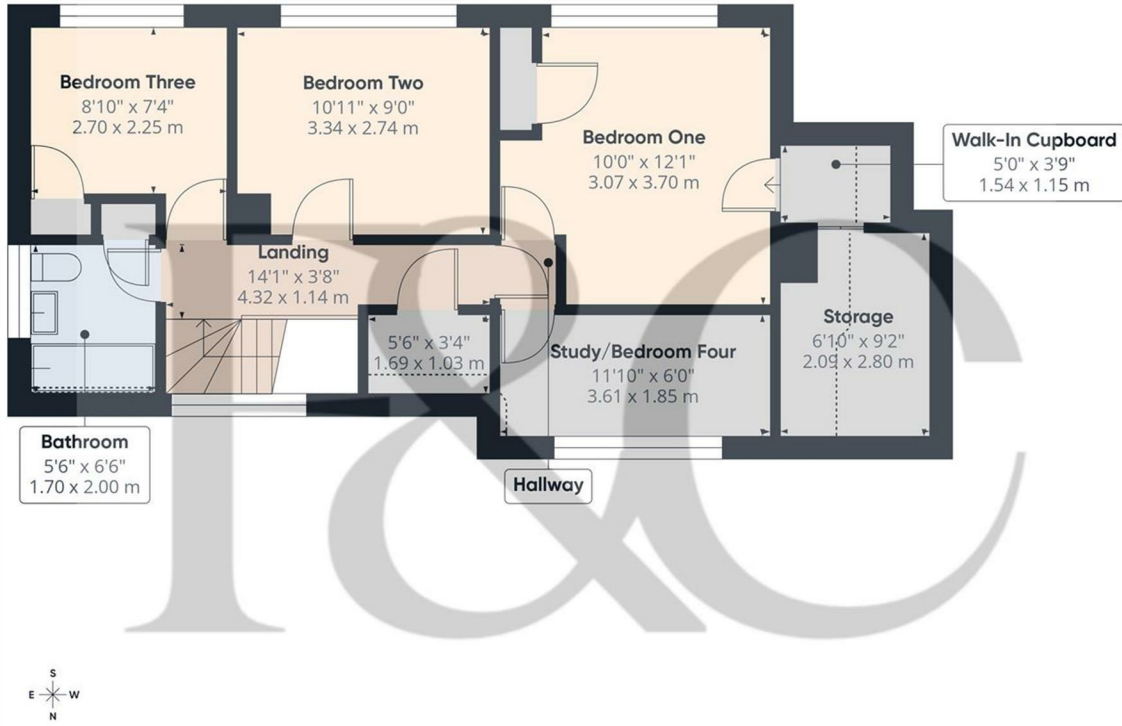 Bedroom Three
8'10" x 7'4"
2.70 x 2.25 m
Bedroom Two
10'11" x 9'0"
3.34 x 2.74 m
Bedroom One
10'0" x 12'1"
3.07 x 3.70 m
Walk-In Cupboard
5'0" x 3'9"
1.54 x 1.15 m
Landing
14'1" x 3'8"
4.32 x 1.14 m
5'6" x 3'4"
1.69 x 1.03 m
Study/Bedroom Four
11'10" x 6'0"
3.61 x 1.85 m
Storage
6'10" x 9'2"
2.09 x 2.80 m
Bathroom
5'6" x 6'6"
1.70 x 2.00 m
Hallway
S
E W
N